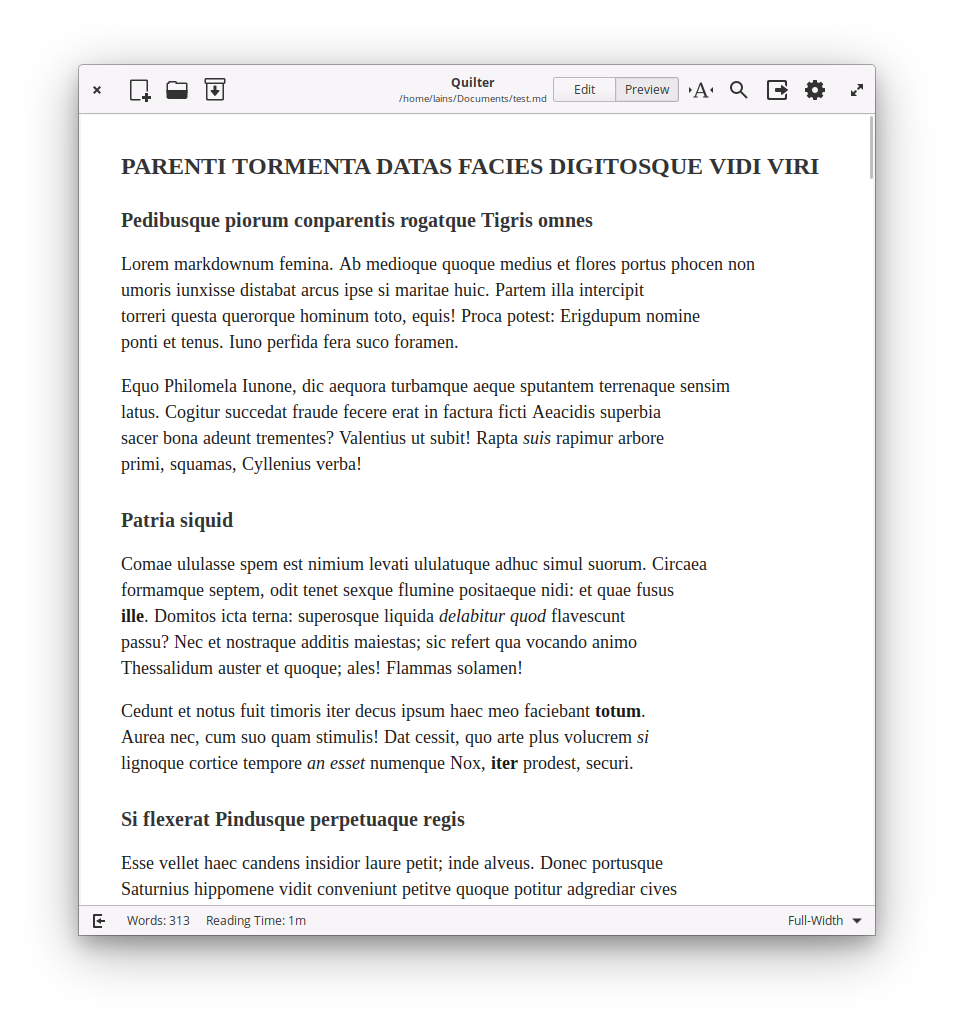 Quilter
/home/lains/Documents/test.md
Edit
Preview
A
PARENTI TORMENTA DATAS FACIES DIGITOSQUE VIDI VIRI
Pedibusque piorum conparentis rogatque Tigris omnes
Lorem markdownum femina. Ab medioque quoque medius et flores portus phocen non
umoris iunxisse distabat arcus ipse si maritae huic. Partem illa intercipit
torreri questa querorque hominum toto, equis! Proca potest: Erigdupum nomine
ponti et tenus. Iuno perfida fera suco foramen.
Equo Philomela Iunone, dic aequora turbamque aeque sputantem terrenaque sensim
latus. Cogitur succedat fraude fecere erat in factura ficti Aeacidis superbia
sacer bona adeunt trementes? Valentius ut subit! Rapta suis rapimur arbore
primi, squamas, Cyllenius verba!
Patria siquid
Comae ululasse spem est nimium levati ululatuque adhuc simul suorum. Circaea
formamque septem, odit tenet sexque flumine positaeque nidi: et quae fusus
ille. Domitos icta terna: superosque liquida delabitur quod flavescunt
passu? Nec et nostraque additis maiestas; sic refert qua vocando animo
Thessalidum auster et quoque; ales! Flammas solamen!
Cedunt et notus fuit timoris iter decus ipsum haec meo faciebant totum.
Aurea nec, cum suo quam stimulis! Dat cessit, quo arte plus volucrem si
lignoque cortice tempore an esset numenque Nox, iter prodest, securi.
Si flexerat Pindusque perpetuaque regis
Esse vellet haec candens insidior laure petit; inde alveus. Donec portusque
Saturnius hippomene vidit conveniunt petitve quoque potitur adgrediar cives
Words: 313
Reading Time: 1m
Full-Width